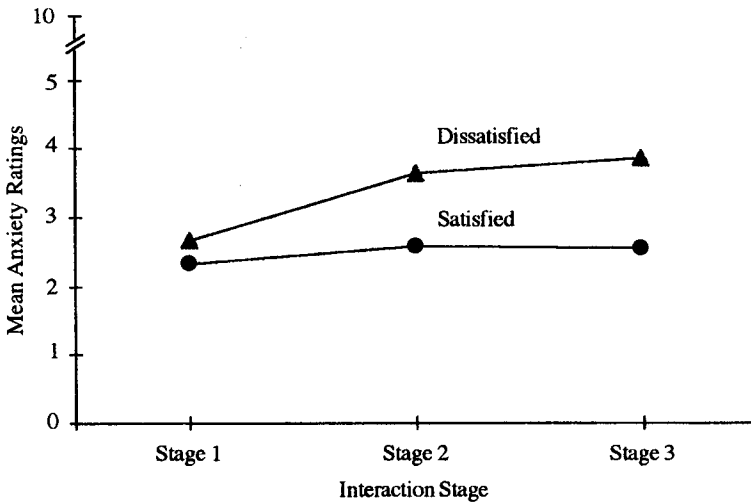 10
5
4
3
2
1
0
Mean Anxiety Ratings
Dissatisfied
Satisfied
Stage 1 Stage 2 Stage 3
Interaction Stage